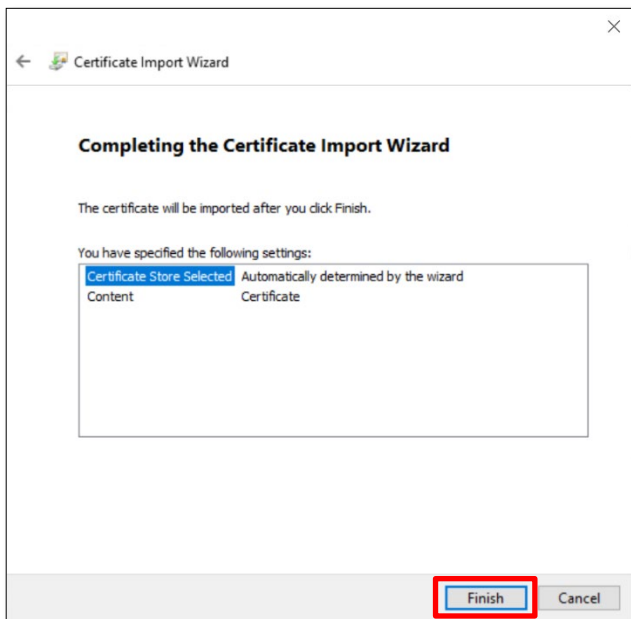 Certificate Import Wizard
Completing the Certificate Import Wizard
The certificate will be imported after you click Finish.
You have specified the following settings:
Certificate Store Selected Automatically determined by the wizard
Content Certificate
Finish Cancel